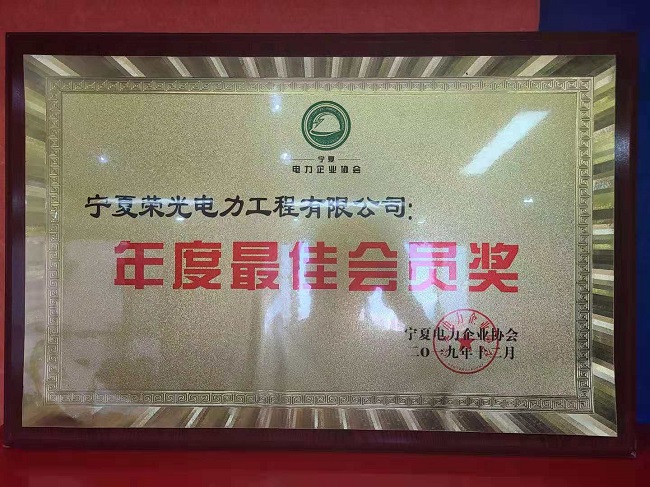 宁夏
电力企业协会
宁夏荣光电力工程有限公司:
年度最佳会员奖
宁夏电力企业协会
二O一九年十二月